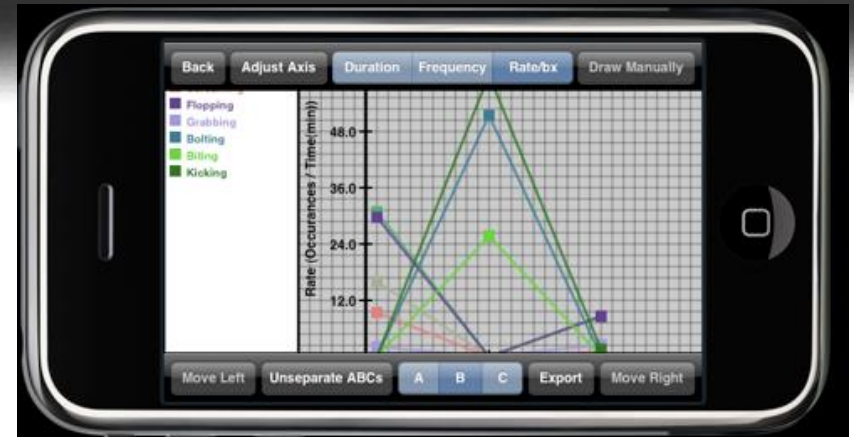 Back Adjust Axis Duration Frequency Rate/bx Draw Manually
Flopping
Grabbing
Bolting
Biting
Kicking
Rate (Occurances / Time(min))
48.0
36.0
24.0
12.0
Move Left Unseparate ABCs A B C Export Move Right